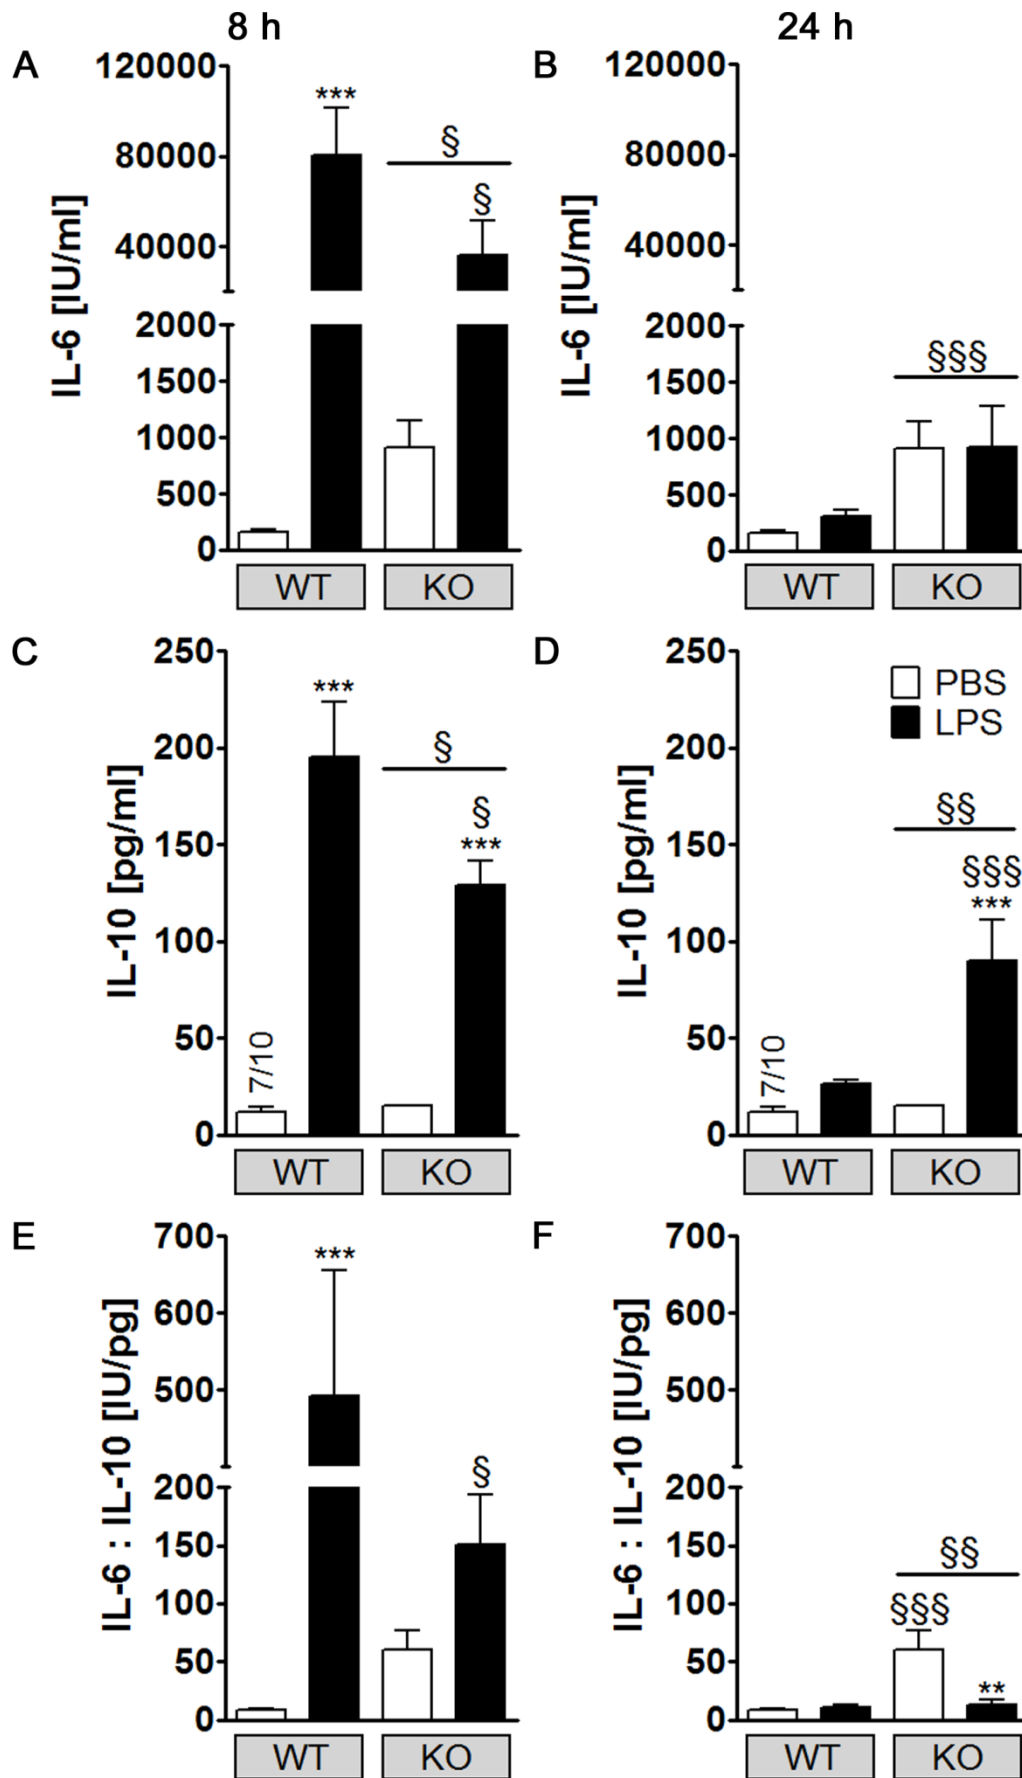 8 h
24 h
A
IL-6 [IU/ml]
120000
80000
40000
2000
1500
1000
500
0
***
§
§
WT
KO
B
IL-6 [IU/ml]
120000
80000
40000
2000
1500
1000
500
0
§§§
WT
KO
C
IL-10 [pg/ml]
250
200
150
100
50
0
7/10
***
§
§
***
WT
KO
D
IL-10 [pg/ml]
250
200
150
100
50
0
PBS
LPS
7/10
§§
§§§
***
WT
KO
E
IL-6 : IL-10 [IU/pg]
700
600
500
200
150
100
50
0
***
§
WT
KO
F
IL-6 : IL-10 [IU/pg]
700
600
500
200
150
100
50
0
§§
§§§
**
WT
KO